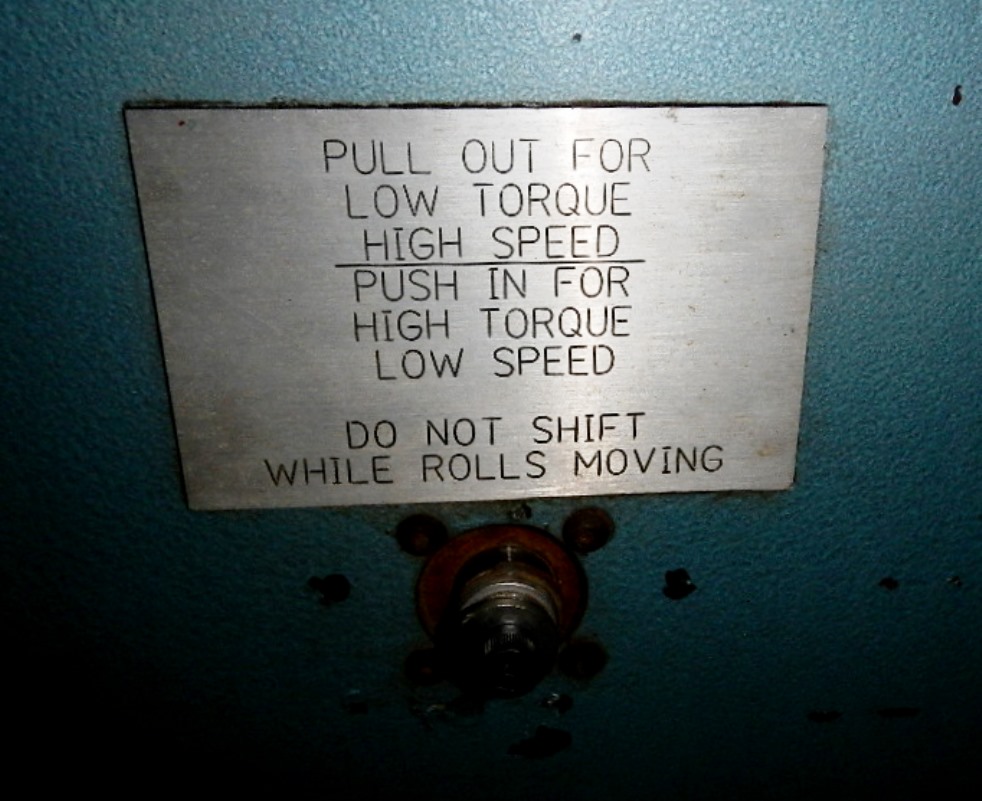 PULL OUT FOR
LOW TORQUE
HIGH SPEED
PUSH IN FOR
HIGH TORQUE
LOW SPEED
DO NOT SHIFT
WHILE ROLLS MOVING